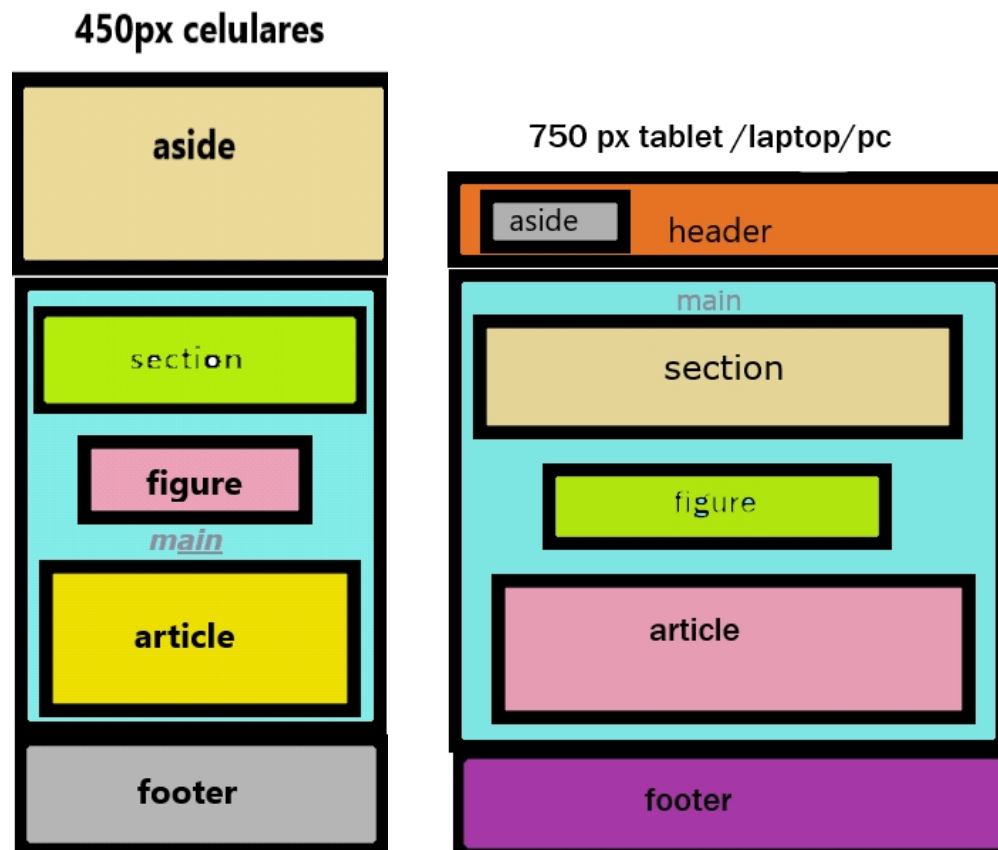 450px celulares
aside
section
figure
main
article
footer
750 px tablet /laptop/pc
aside
header
main
section
figure
article
footer